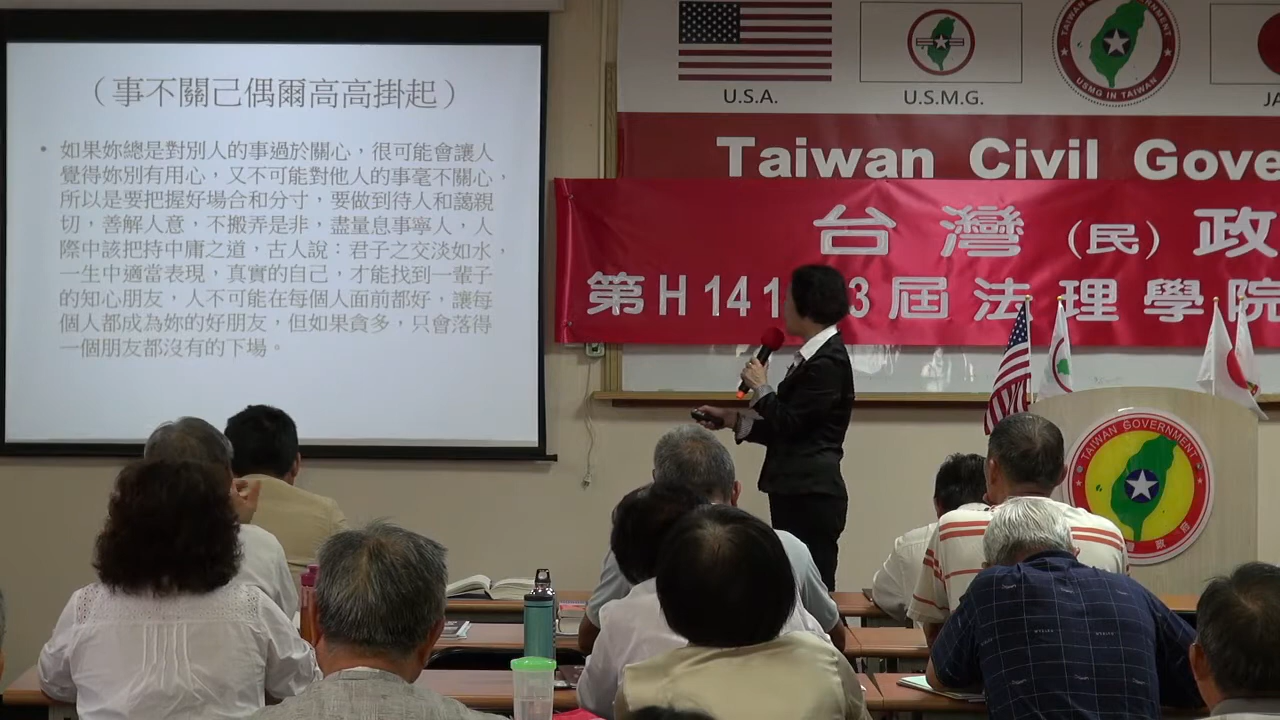 （事不關己偶爾高高掛起）
• 如果妳總是對別人的事過於關心，很可能會讓人
覺得妳別有用心，又不可能對他人的事毫不關心，
所以是要把握好場合和分寸，要做到待人和藹親
切，善解人意，不搬弄是非，盡量息事寧人，人
際中該把持中庸之道，古人說：君子之交淡如水，
一生中適當表現，真實的自己，才能找到一輩子
的知心朋友，人不可能在每個人面前都好，讓每
個人都成為妳的好朋友，但如果貪多，只會落得
一個朋友都沒有的下場。
U.S.A.
U.S.M.G.
TAIWAN GOVERNMENT
USMG IN TAIWAN
JA
Taiwan Civil Gove
台灣（民）政
第H141 3屆法理學院
TAIWAN GOVERNMENT
政府